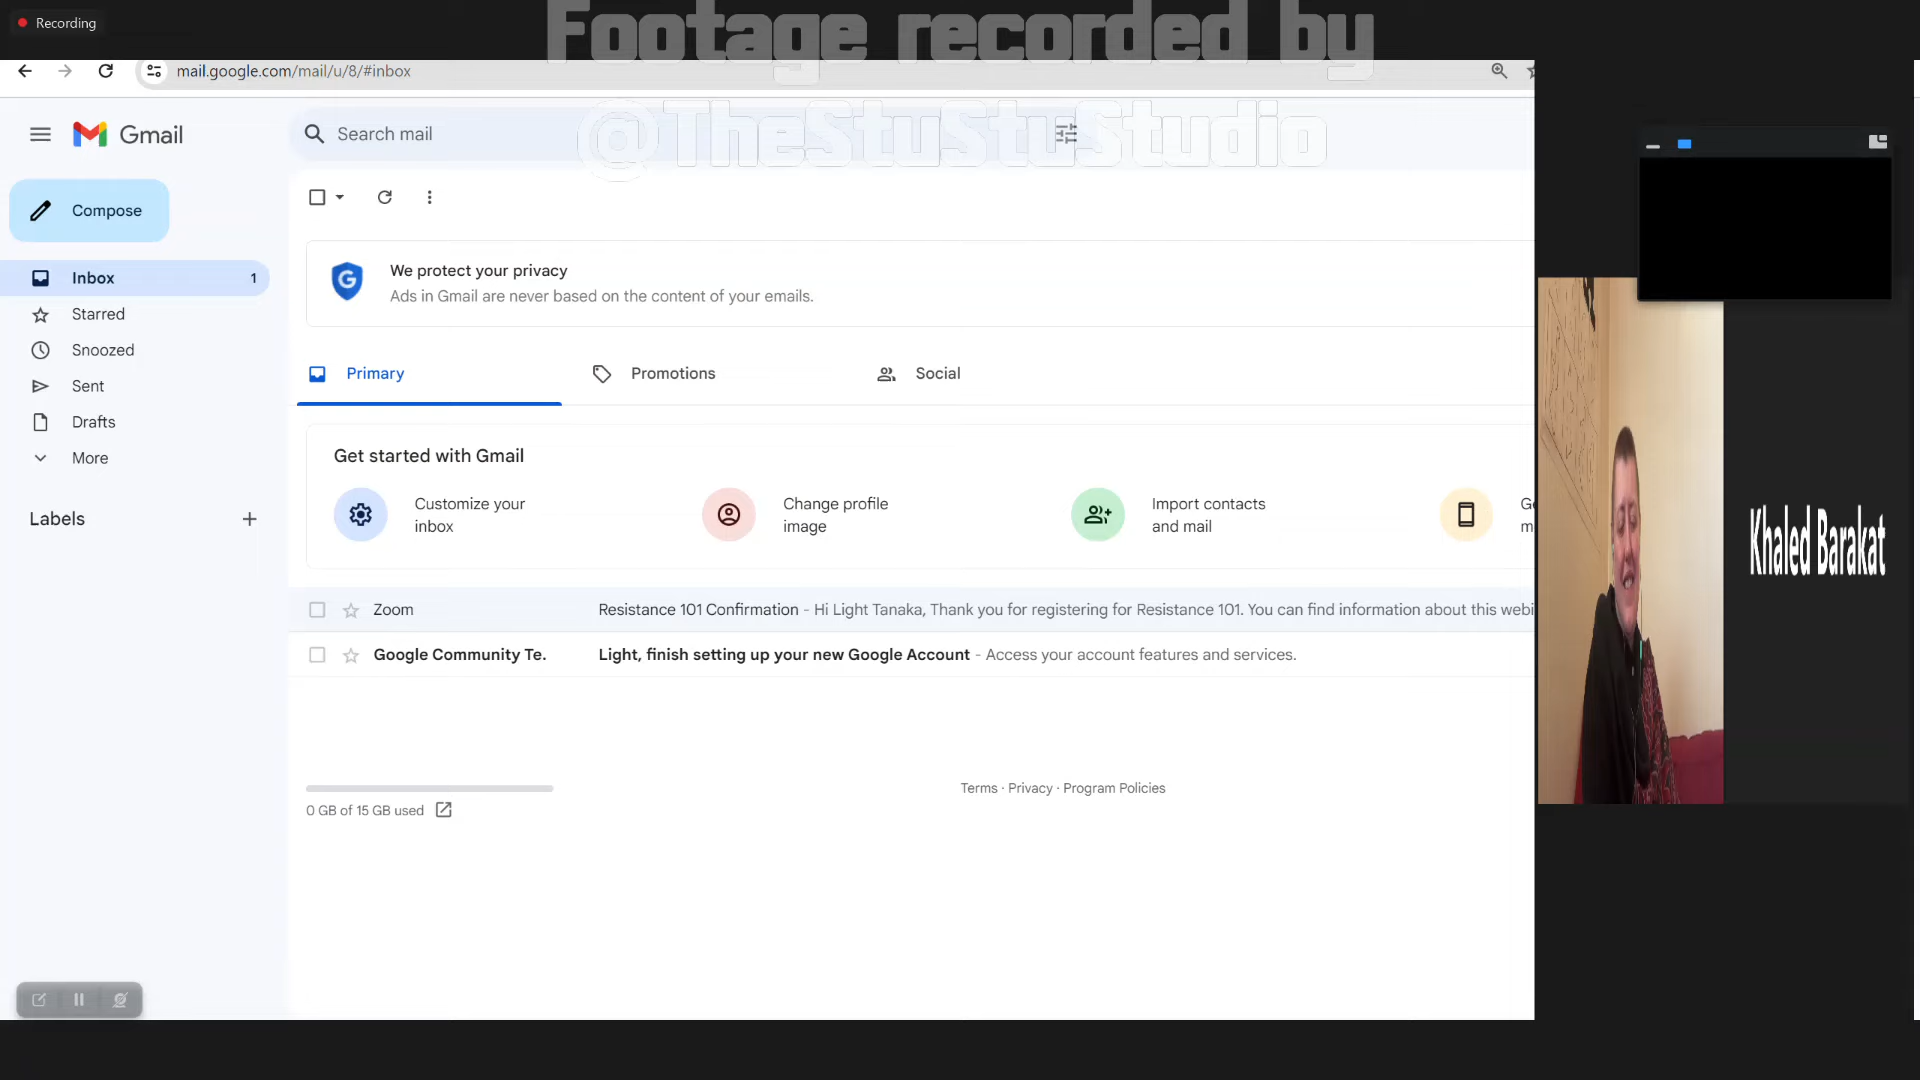 Recording
Footage recorded by
@TheStuStuStudio
mail.google.com/mail/u/8/#inbox
Gmail
Search mail
Compose
Inbox 1
Starred
Snoozed
Sent
Drafts
More
Labels
We protect your privacy
Ads in Gmail are never based on the content of your emails.
Primary
Promotions
Social
Get started with Gmail
Customize your
inbox
Change profile
image
Import contacts
and mail
Zoom Resistance 101 Confirmation - Hi Light Tanaka, Thank you for registering for Resistance 101. You can find information about this webi
Google Community Te. Light, finish setting up your new Google Account - Access your account features and services.
Terms · Privacy · Program Policies
0 GB of 15 GB used
Khaled Barakat